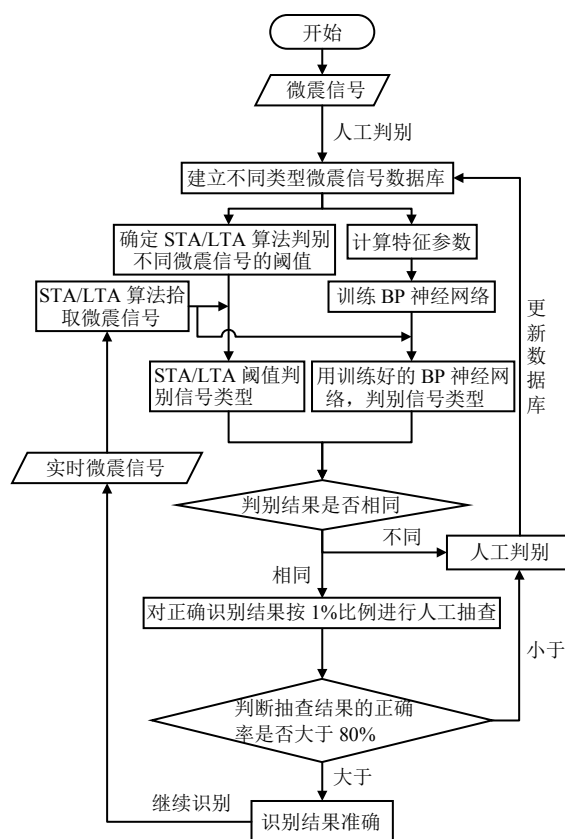 开始
微震信号
人工判别
建立不同类型微震信号数据库
确定 STA/LTA 算法判别
不同微震信号的阈值
计算特征参数
STA/LTA 算法拾
取微震信号
训练 BP 神经网络
更新数据库
STA/LTA 阈值判
别信号类型
用训练好的 BP 神经网
络，判别信号类型
实时微震信号
判别结果是否相同
不同
人工判别
相同
对正确识别结果按 1%比例进行人工抽查
小于
判断抽查结果的正确
率是否大于 80%
大于
继续识别
识别结果准确